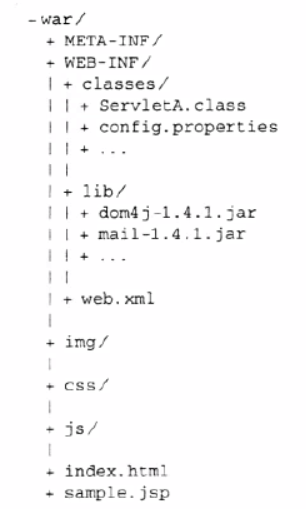 -war/
+ META-INF/
+ WEB-INF/
| + classes/
| | + ServletA.class
| | + config.properties
| | + ...
| |
| + lib/
| | + dom4j-1.4.1.jar
| | + mail-1.4.1.jar
| | + ...
| |
| + web.xml
|
+ img/
|
+ css/
|
+ js/
|
+ index.html
+ sample.jsp